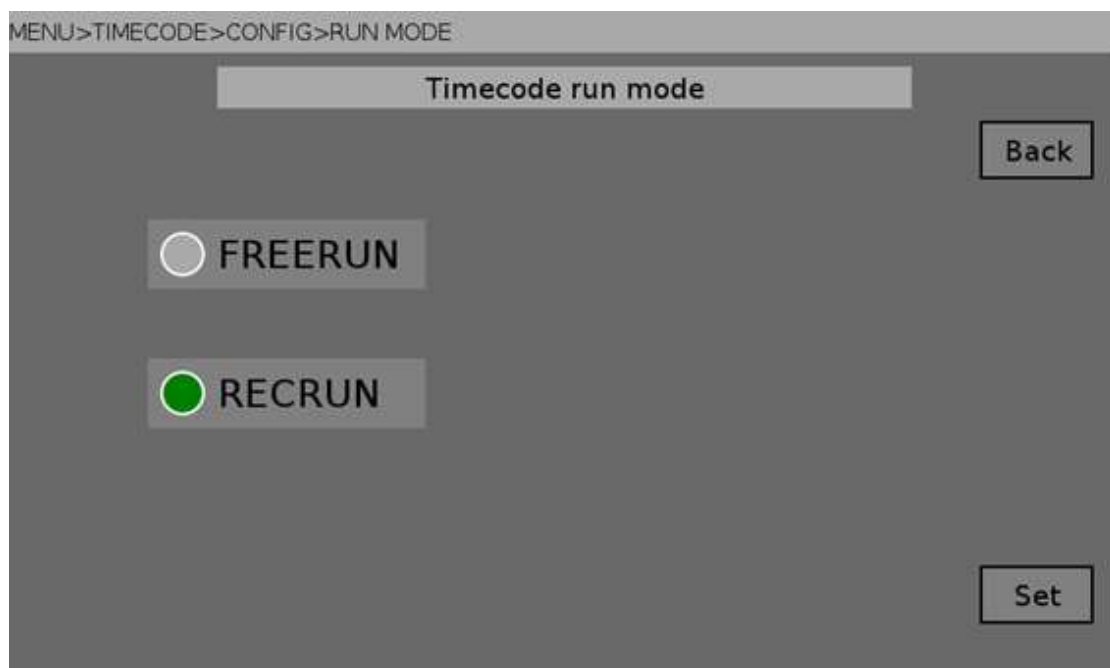 MENU>TIMECODE>CONFIG>RUN MODE
Timecode run mode
Back
FREERUN
RECRUN
Set